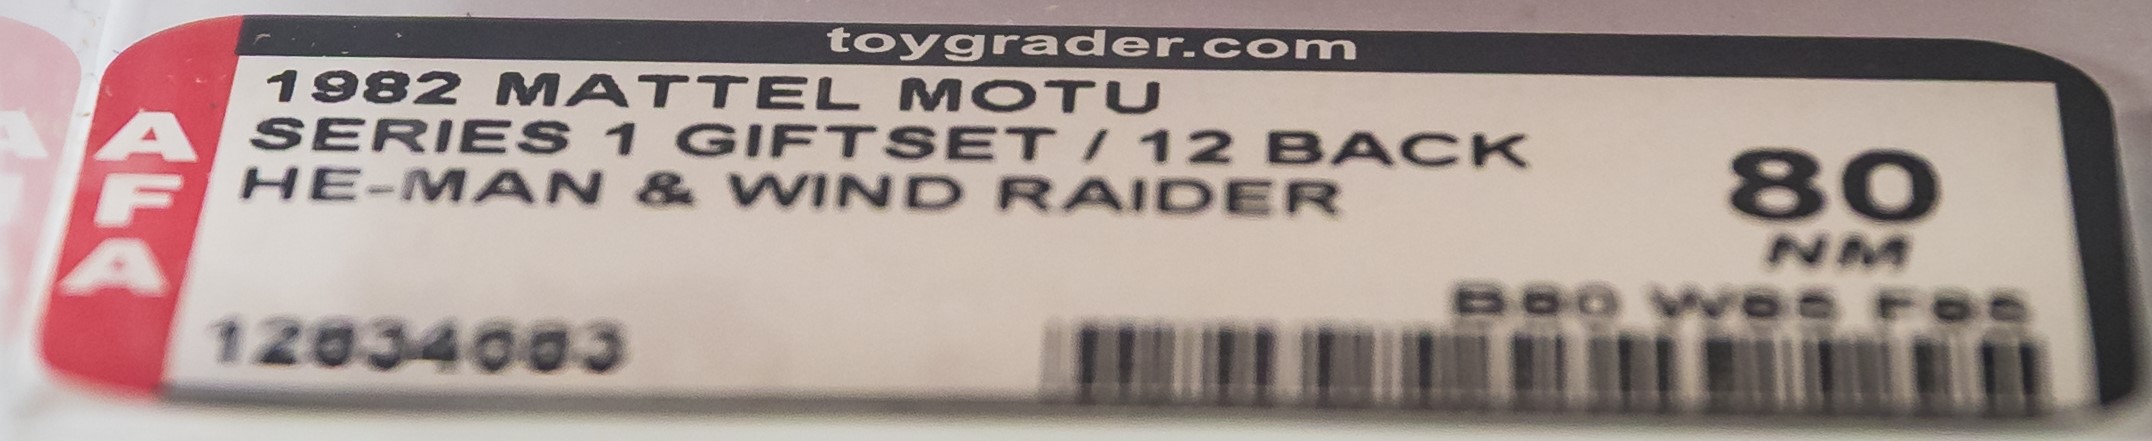 toygrader.com
AFA
1982 MATTEL MOTU
SERIES 1 GIFTSET / 12 BACK
HE-MAN & WIND RAIDER
80
NM